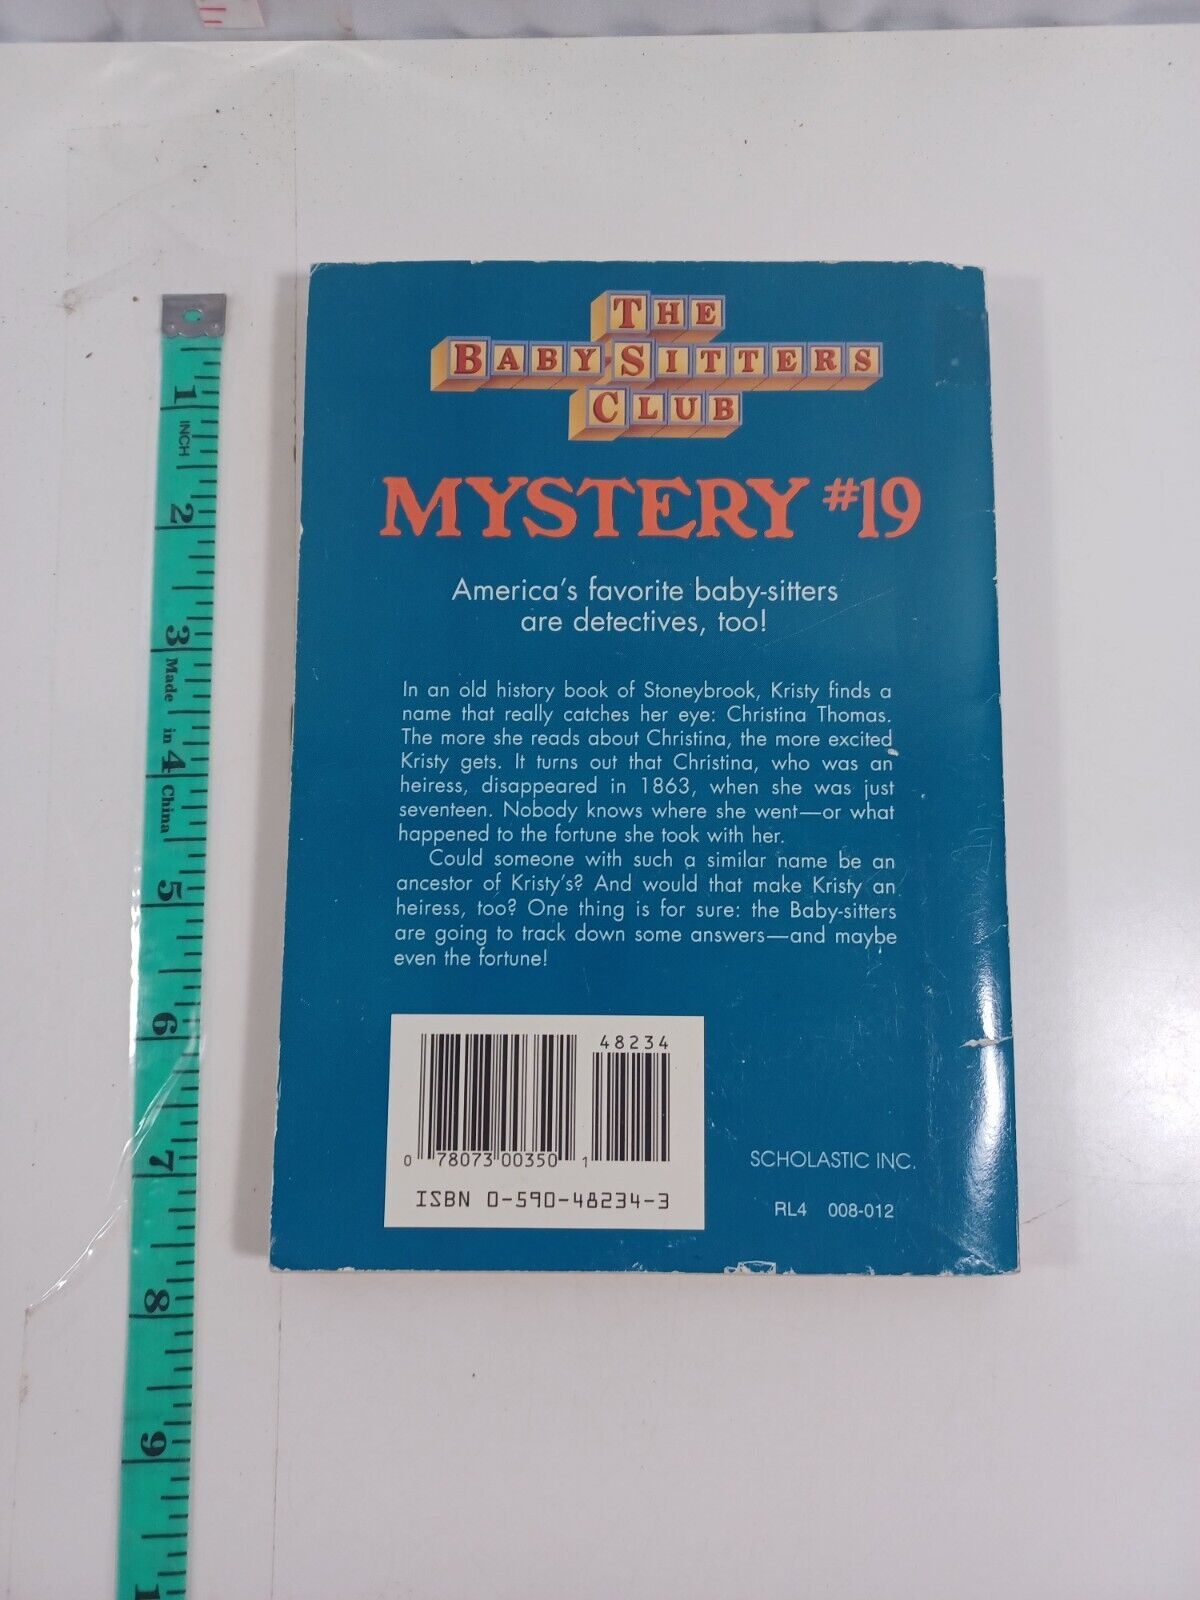 THE
BABY-SITTERS
CLUB
MYSTERY #19
America's favorite baby-sitters
are detectives, too!
In an old history book of Stoneybrook, Kristy finds a
name that really catches her eye: Christina Thomas.
The more she reads about Christina, the more excited
Kristy gets. It turns out that Christina, who was an
heiress, disappeared in 1863, when she was just
seventeen. Nobody knows where she went—or what
happened to the fortune she took with her.
Could someone with such a similar name be an
ancestor of Kristy's? And would that make Kristy an
heiress, too? One thing is for sure: the Baby-sitters
are going to track down some answers—and maybe
even the fortune!
48234
0 78073 00350 1
ISBN 0-590-48234-3
SCHOLASTIC INC.
RL4 008-012
1
INCH
2
3
Made
in
4
China
5
6
7
8
9
1